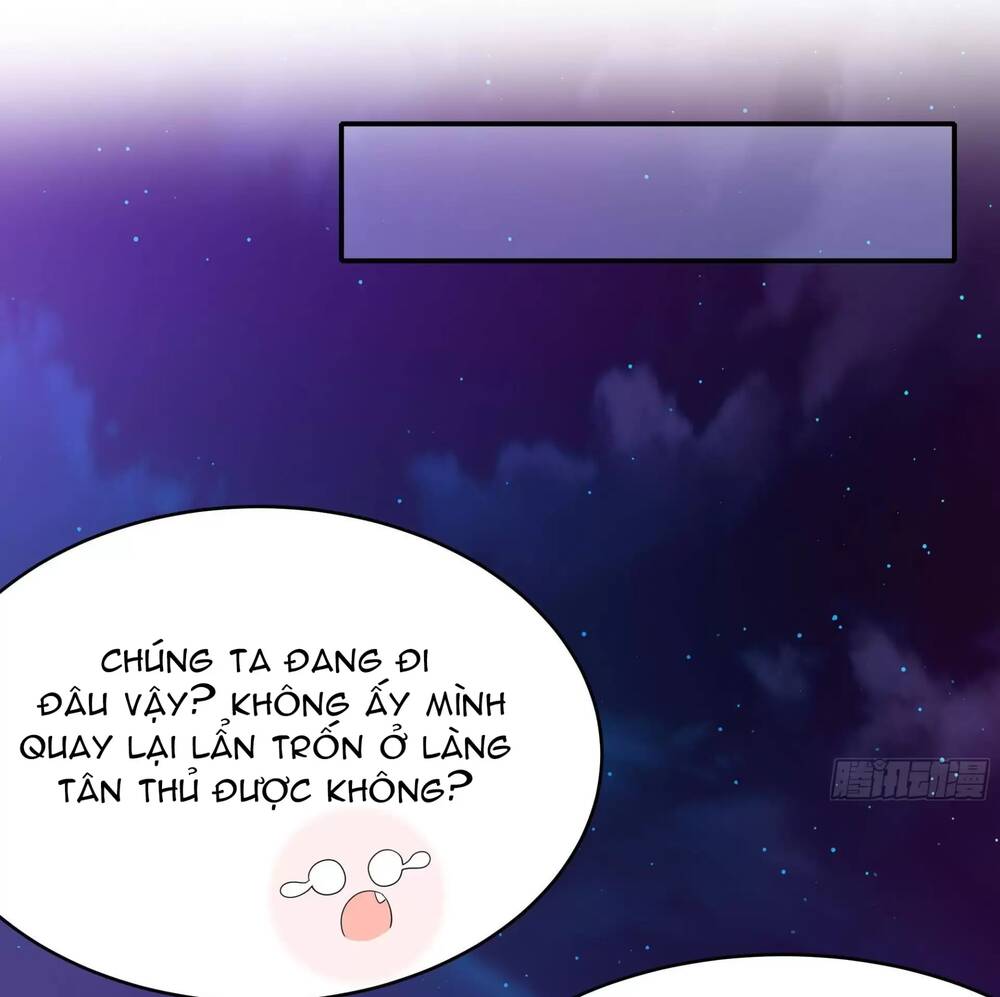 CHÚNG TA ĐANG ĐI
ĐÂU VẬY? KHÔNG ẤY MÌNH
QUAY LẠI LẨN TRỐN Ở LÀNG
TÂN THỦ ĐƯỢC KHÔNG?
腾讯动漫